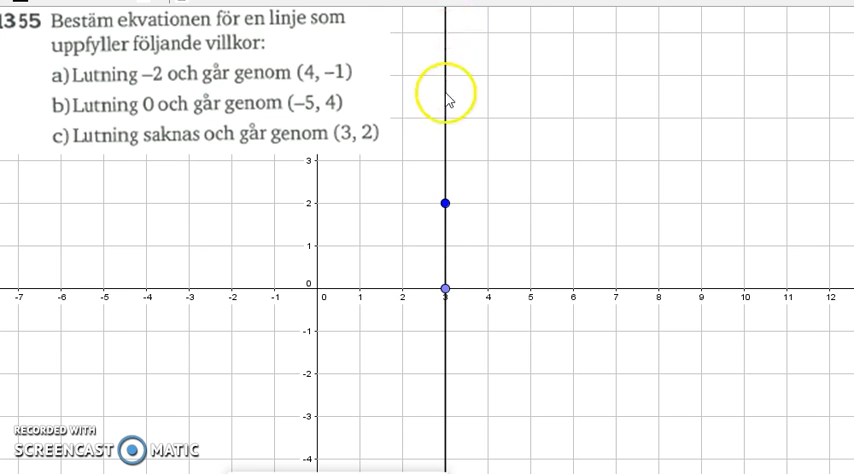 1355 Bestäm ekvationen för en linje som
uppfyller följande villkor:
a) Lutning –2 och går genom (4, –1)
b) Lutning 0 och går genom (–5, 4)
c) Lutning saknas och går genom (3, 2)
3
2
1
0
-7 -6 -5 -4 -3 -2 -1 0 1 2 3 4 5 6 7 8 9 10 11 12
-1
-2
-3
-4
RECORDED WITH
SCREENCAST MATIC